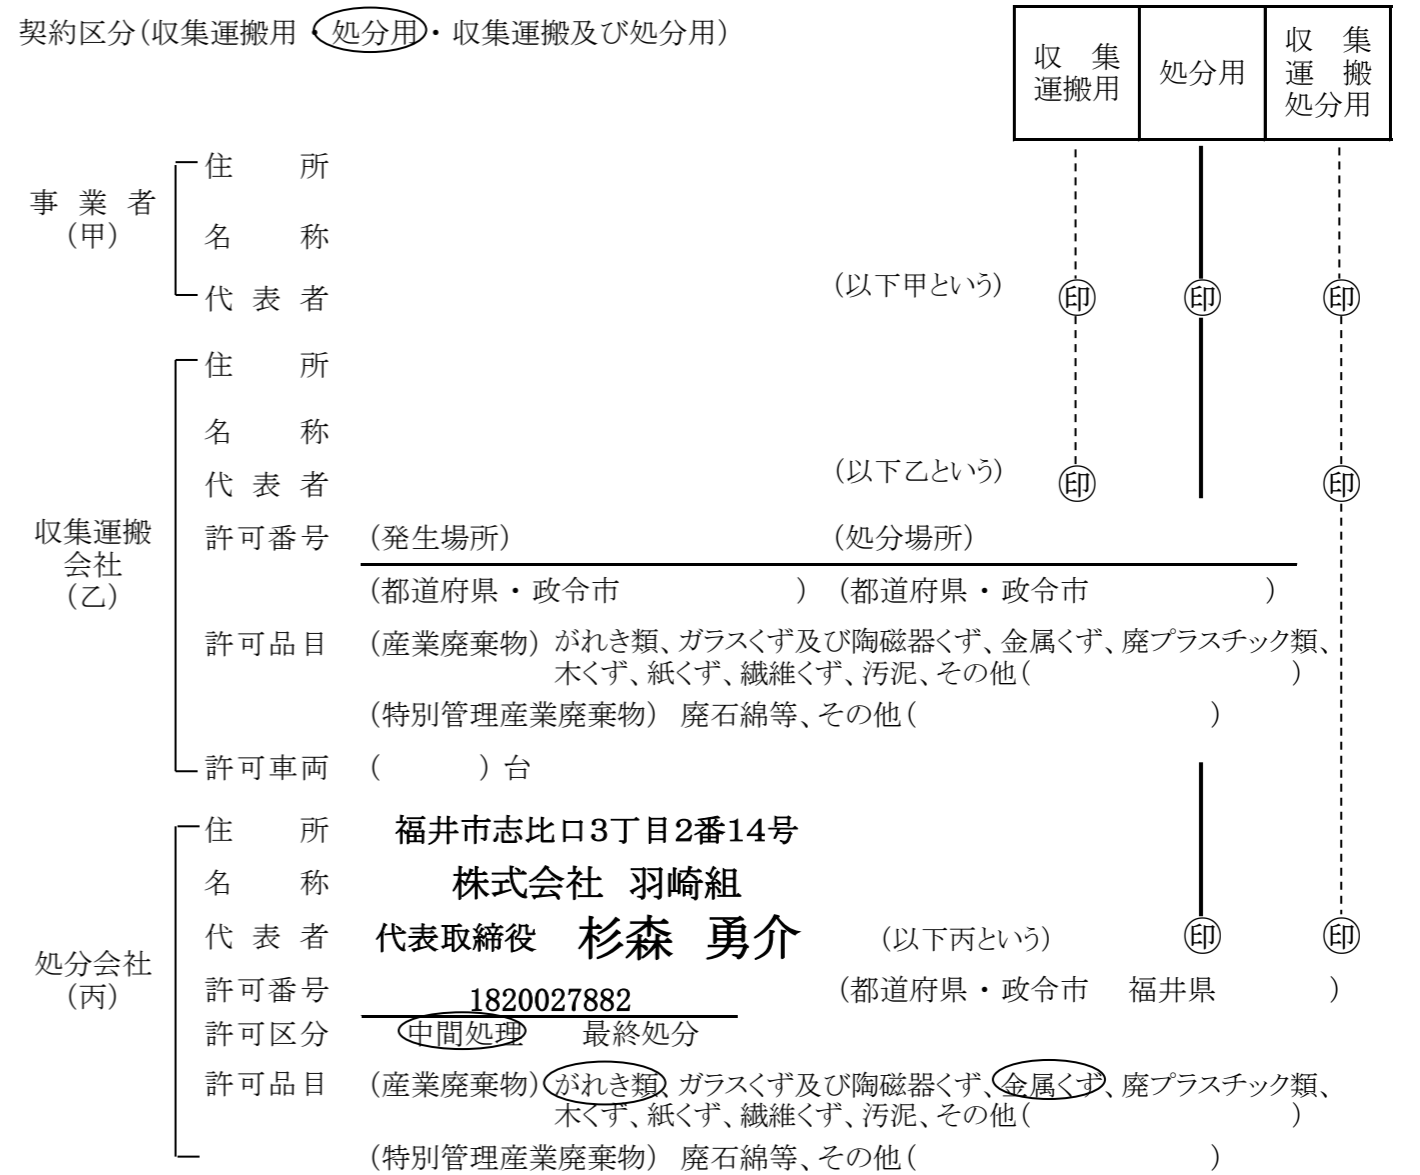 契約区分(収集運搬用・処分用・収集運搬及び処分用)
収 集
運搬用
処分用
収 集
運 搬
処分用
事 業 者
(甲)
住 所
名 称
代 表 者
(以下甲という)
印 印 印
収集運搬
会社
(乙)
住 所
名 称
代 表 者
(以下乙という)
印 印
許可番号 (発生場所) (処分場所)
(都道府県・政令市 ) (都道府県・政令市 )
許可品目 (産業廃棄物) がれき類、ガラスくず及び陶磁器くず、金属くず、廃プラスチック類、
木くず、紙くず、繊維くず、汚泥、その他( )
(特別管理産業廃棄物) 廃石綿等、その他( )
許可車両 ( )台
処分会社
(丙)
住 所 福井市志比口3丁目2番14号
名 称 株式会社 羽崎組
代 表 者 代表取締役 杉森 勇介 (以下丙という) 印 印
許可番号 1820027882 (都道府県・政令市 福井県 )
許可区分 中間処理 最終処分
許可品目 (産業廃棄物) がれき類、ガラスくず及び陶磁器くず、金属くず、廃プラスチック類、
木くず、紙くず、繊維くず、汚泥、その他( )
(特別管理産業廃棄物) 廃石綿等、その他( )